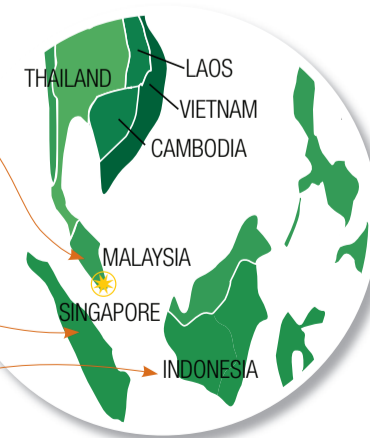 THAILAND
LAOS
VIETNAM
CAMBODIA
MALAYSIA
SINGAPORE
INDONESIA